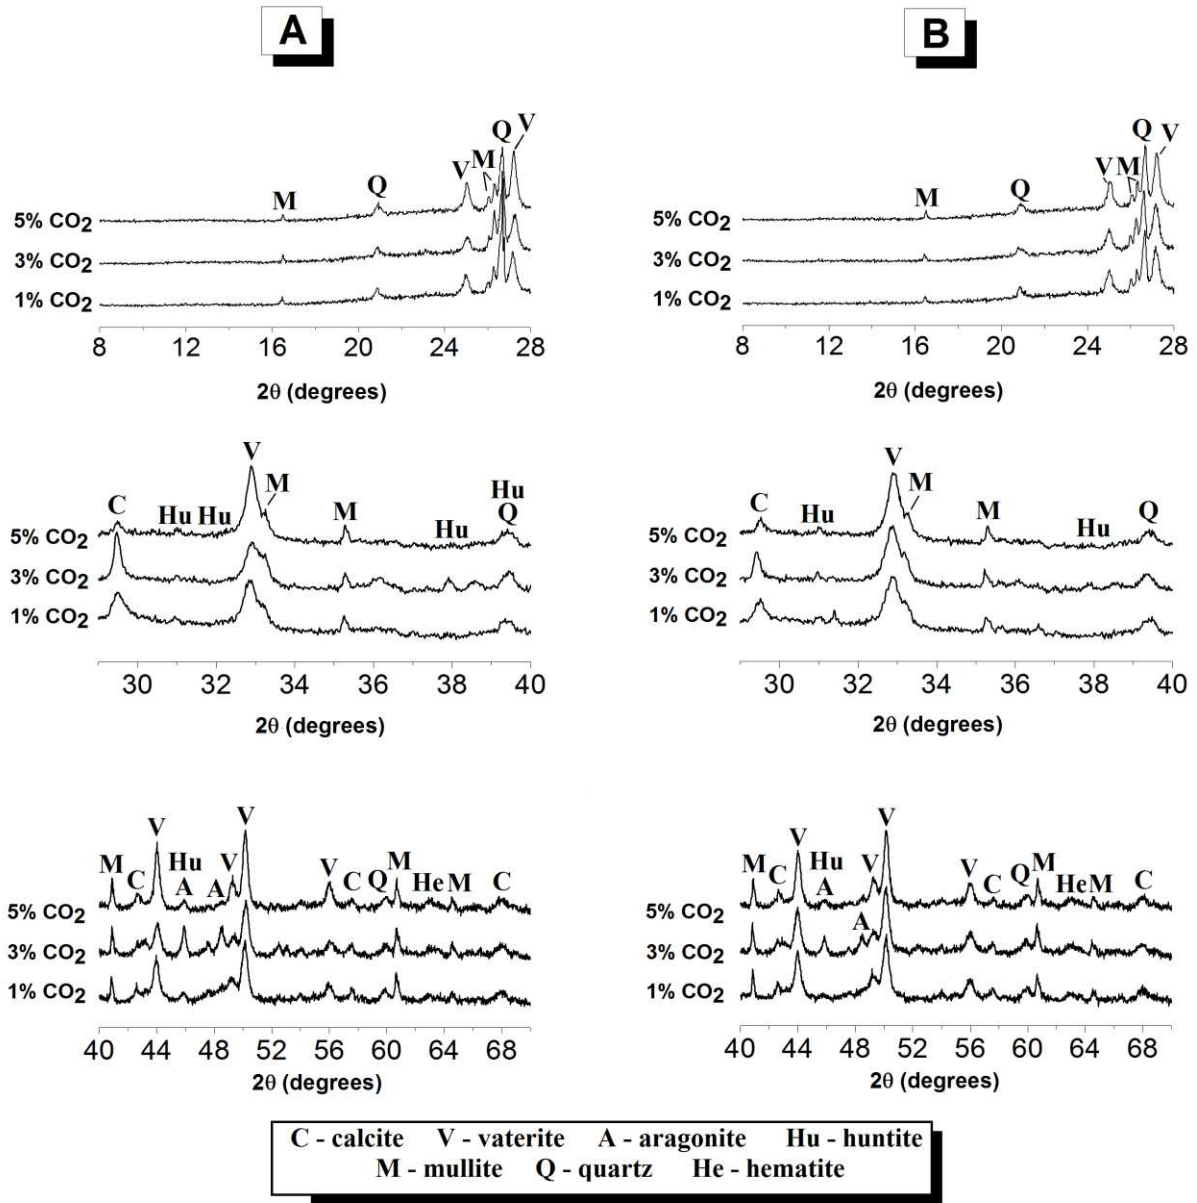 A
B
Q V
V M
M Q
5% CO2
3% CO2
1% CO2
8 12 16 20 24 28
2θ (degrees)
Q V
V M
M Q
5% CO2
3% CO2
1% CO2
8 12 16 20 24 28
2θ (degrees)
V
C Hu Hu M M Hu Hu
Q
5% CO2
3% CO2
1% CO2
30 32 34 36 38 40
2θ (degrees)
V
C Hu M M Hu Q
5% CO2
3% CO2
1% CO2
30 32 34 36 38 40
2θ (degrees)
V V
M C Hu A A V V C Q M He M C
5% CO2
3% CO2
1% CO2
40 44 48 52 56 60 64 68
2θ (degrees)
V V
M C Hu A V V C Q M He M C
A
5% CO2
3% CO2
1% CO2
40 44 48 52 56 60 64 68
2θ (degrees)
C - calcite V - vaterite A - aragonite Hu - huntite
M - mullite Q - quartz He - hematite